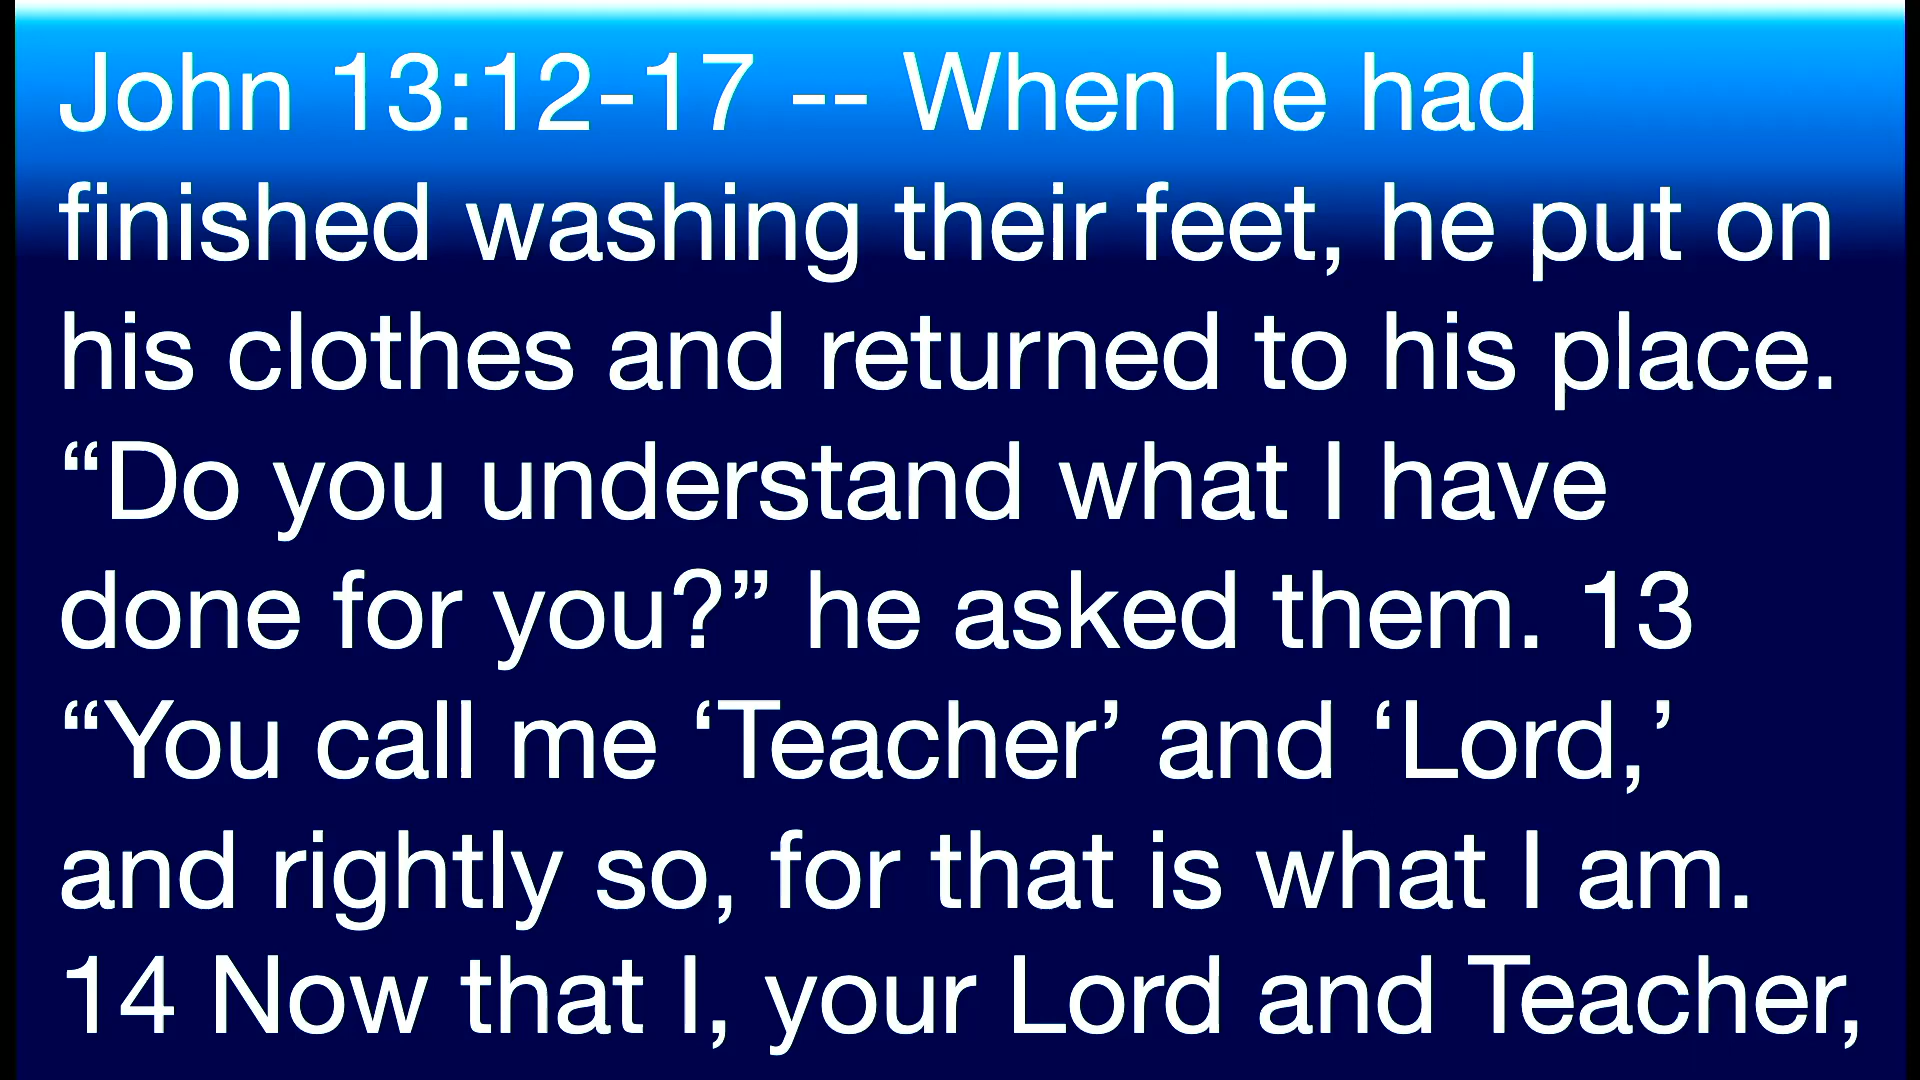 John 13:12-17 -- When he had
finished washing their feet, he put on
his clothes and returned to his place.
“Do you understand what I have
done for you?” he asked them. 13
“You call me ‘Teacher’ and ‘Lord,’
and rightly so, for that is what I am.
14 Now that I, your Lord and Teacher,